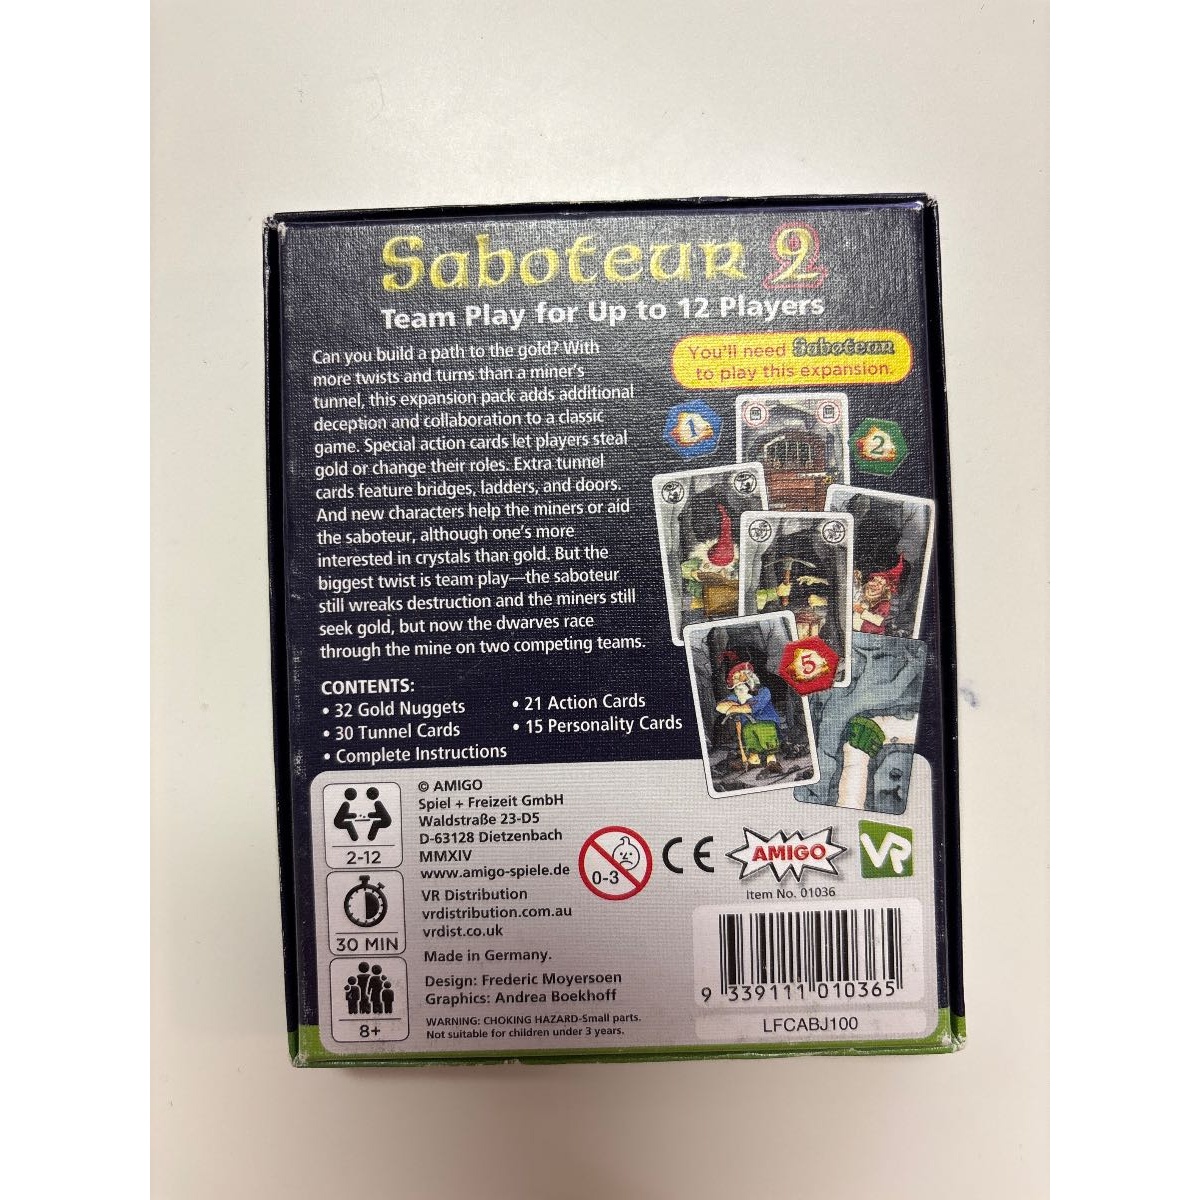 Saboteur 2
Team Play for Up to 12 Players
Can you build a path to the gold? With
more twists and turns than a miner's
tunnel, this expansion pack adds additional
deception and collaboration to a classic
game. Special action cards let players steal
gold or change their roles. Extra tunnel
cards feature bridges, ladders, and doors.
And new characters help the miners or aid
the saboteur, although one's more
interested in crystals than gold. But the
biggest twist is team play—the saboteur
still wreaks destruction and the miners still
seek gold, but now the dwarves race
through the mine on two competing teams.
You'll need Saboteur
to play this expansion.
1
2
5
CONTENTS:
• 32 Gold Nuggets
• 30 Tunnel Cards
• Complete Instructions
• 21 Action Cards
• 15 Personality Cards
2-12
30 MIN
8+
© AMIGO
Spiel + Freizeit GmbH
Waldstraße 23-D5
D-63128 Dietzenbach
MMXIV
www.amigo-spiele.de
VR Distribution
vrdistribution.com.au
vrdist.co.uk
Made in Germany.
Design: Frederic Moyersoen
Graphics: Andrea Boekhoff
WARNING: CHOKING HAZARD-Small parts.
Not suitable for children under 3 years.
0-3
CE
AMIGO
VR
Item No. 01036
9 339111 010365
LFCABJ100